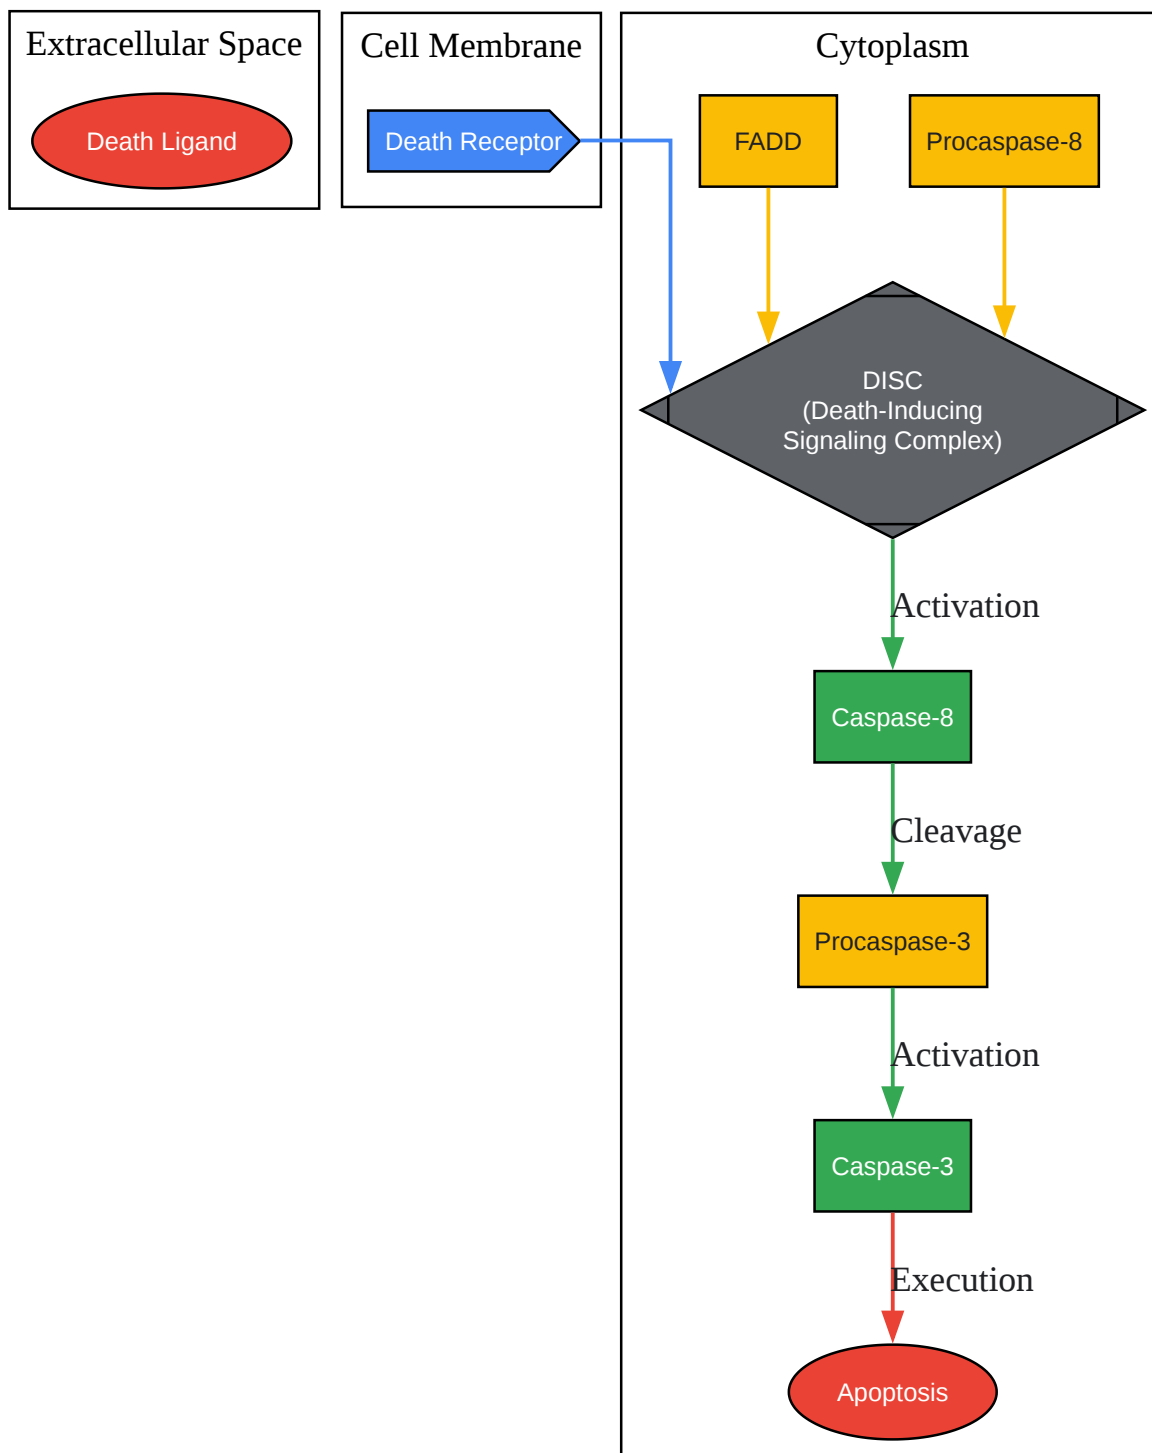 Extracellular Space
Death Ligand
Cell Membrane
Death Receptor
Cytoplasm
FADD
Procaspase-8
DISC
(Death-Inducing
Signaling Complex)
Activation
Caspase-8
Cleavage
Procaspase-3
Activation
Caspase-3
Execution
Apoptosis